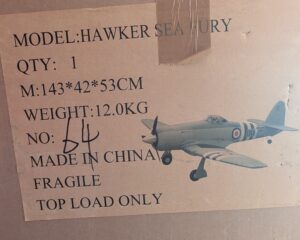 MODEL:HAWKER SEA FURY
QTY: 1
M:143*42*53CM
WEIGHT:12.0KG
NO: 64
MADE IN CHINA
FRAGILE
TOP LOAD ONLY